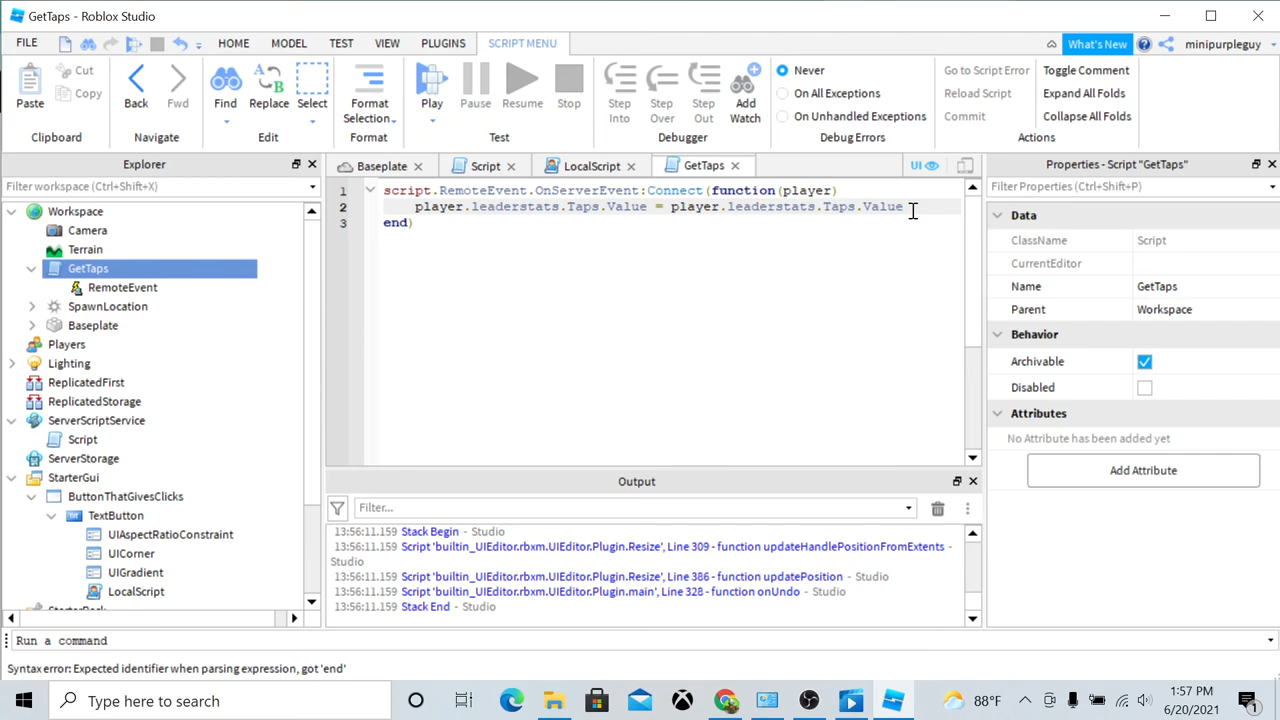 GetTaps - Roblox Studio
FILE HOME MODEL TEST VIEW PLUGINS SCRIPT MENU What's New minipurpleguy
Paste Cut Copy Back Fwd Find Replace Select Format Selection Play Pause Resume Stop Step Into Step Over Step Out Add Watch
Never
On All Exceptions
On Unhandled Exceptions
Go to Script Error
Reload Script
Commit
Toggle Comment
Expand All Folds
Collapse All Folds
Clipboard Navigate Edit Format Test Debugger Debug Errors Actions
Explorer
Filter workspace (Ctrl+Shift+X)
Workspace
Camera
Terrain
GetTaps
RemoteEvent
SpawnLocation
Baseplate
Players
Lighting
ReplicatedFirst
ReplicatedStorage
ServerScriptService
Script
ServerStorage
StarterGui
ButtonThatGivesClicks
TextButton
UIAspectRatioConstraint
UICorner
UIGradient
LocalScript
Baseplate Script LocalScript GetTaps UI
1 script.RemoteEvent.OnServerEvent:Connect(function(player)
2 player.leaderstats.Taps.Value = player.leaderstats.Taps.Value
3 end)
Output
Filter...
13:56:11.159 Stack Begin - Studio
13:56:11.159 Script 'builtin_UIEditor.rbxm.UIEditor.Plugin.Resize', Line 309 - function updateHandlePositionFromExtents -
Studio
13:56:11.159 Script 'builtin_UIEditor.rbxm.UIEditor.Plugin.Resize', Line 386 - function updatePosition - Studio
13:56:11.159 Script 'builtin_UIEditor.rbxm.UIEditor.Plugin.main', Line 328 - function onUndo - Studio
13:56:11.159 Stack End - Studio
Properties - Script "GetTaps"
Filter Properties (Ctrl+Shift+P)
Data
ClassName Script
CurrentEditor
Name GetTaps
Parent Workspace
Behavior
Archivable
Disabled
Attributes
No Attribute has been added yet
Add Attribute
Run a command
Syntax error: Expected identifier when parsing expression, got 'end'
Type here to search
88°F
1:57 PM
6/20/2021
1